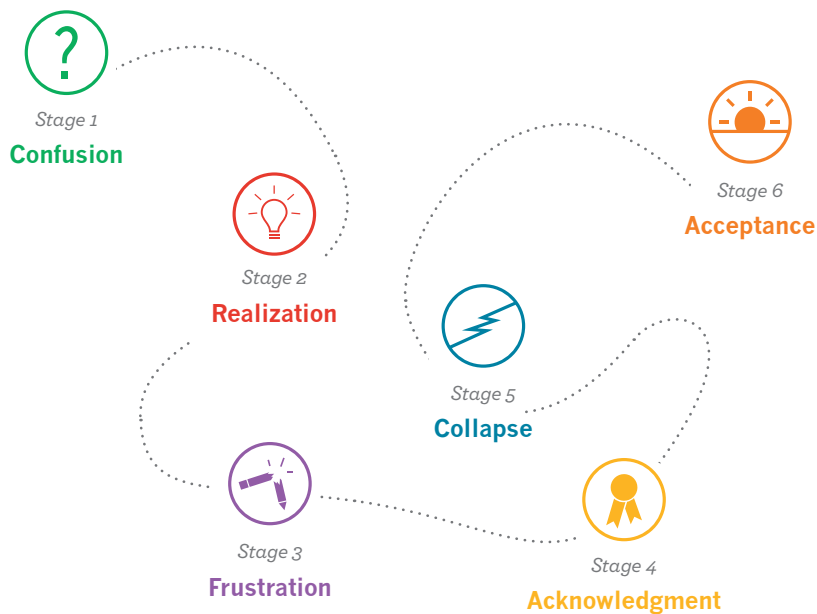 ?
Stage 1
Confusion
Stage 2
Realization
Stage 3
Frustration
Stage 4
Acknowledgment
Stage 5
Collapse
Stage 6
Acceptance